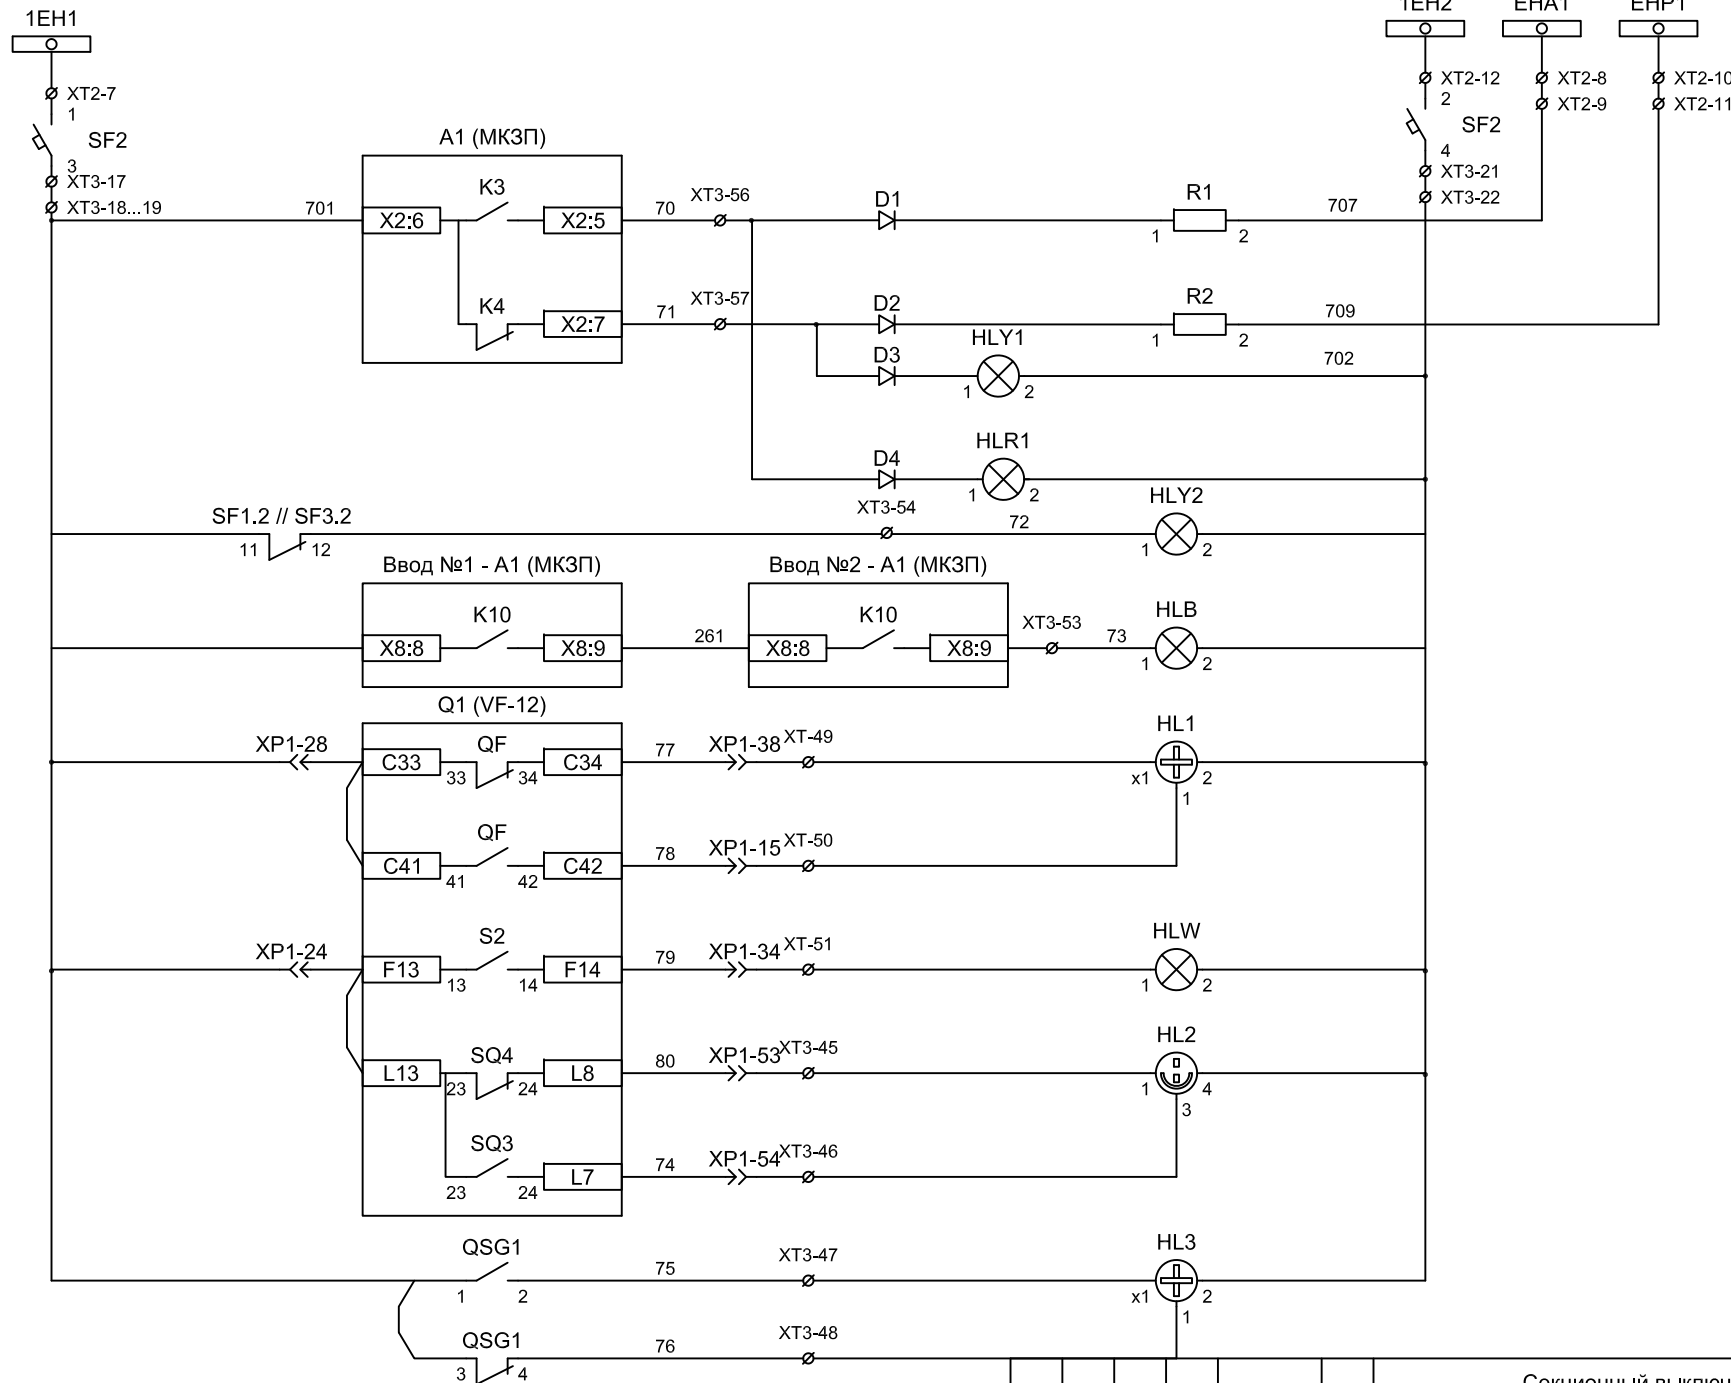 1EH1
1EH2 EHA1 EHP1
XT2-7
1
SF2
3
XT3-17
XT3-18...19
XT2-12 XT2-8 XT2-10
2 XT2-9 XT2-11
SF2
4
XT3-21
XT3-22
A1 (МКЗП)
701 X2:6 K3 X2:5 70 XT3-56 D1 1 R1 2 707
K4 X2:7 71 XT3-57 D2 1 R2 2 709
D3 1 HLY1 2 702
D4 1 HLR1 2
SF1.2 // SF3.2
11 12 XT3-54 72 1 HLY2 2
Ввод №1 - A1 (МКЗП) Ввод №2 - A1 (МКЗП)
X8:8 K10 X8:9 261 X8:8 K10 X8:9 XT3-53 73 1 HLB 2
Q1 (VF-12)
XP1-28 C33 33 QF 34 C34 77 XP1-38 XT-49 x1 HL1 2
1
C41 41 QF 42 C42 78 XP1-15 XT-50
XP1-24 F13 13 S2 14 F14 79 XP1-34 XT-51 1 HLW 2
L13 23 SQ4 24 L8 80 XP1-53 XT3-45 1 HL2 4
3
23 SQ3 24 L7 74 XP1-54 XT3-46
1 QSG1 2 75 XT3-47 x1 HL3 2
1
3 QSG1 4 76 XT3-48